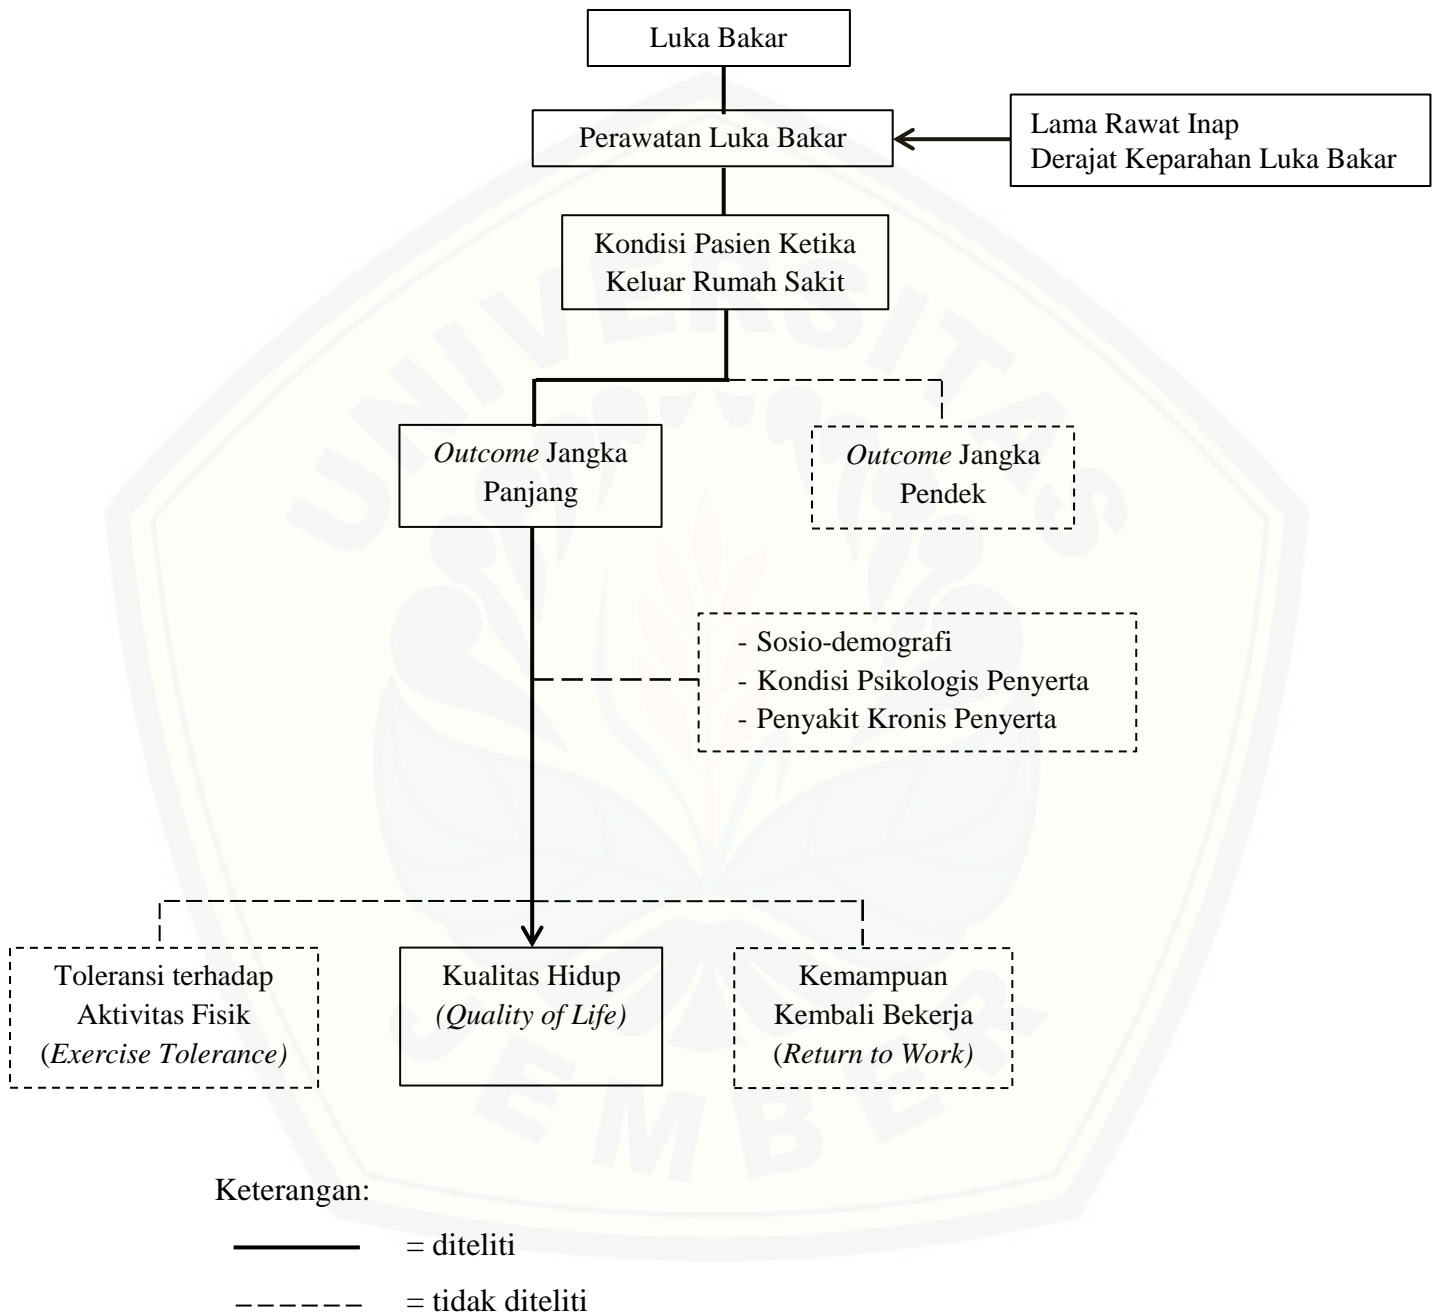 Luka Bakar
Perawatan Luka Bakar
Lama Rawat Inap
Derajat Keparahan Luka Bakar
Kondisi Pasien Ketika
Keluar Rumah Sakit
Outcome Jangka
Panjang
Outcome Jangka
Pendek
- Sosio-demografi
- Kondisi Psikologis Penyerta
- Penyakit Kronis Penyerta
Toleransi terhadap
Aktivitas Fisik
(Exercise Tolerance)
Kualitas Hidup
(Quality of Life)
Kemampuan
Kembali Bekerja
(Return to Work)
Keterangan:
= diteliti
= tidak diteliti
UNIVERSITAS
JEMBER